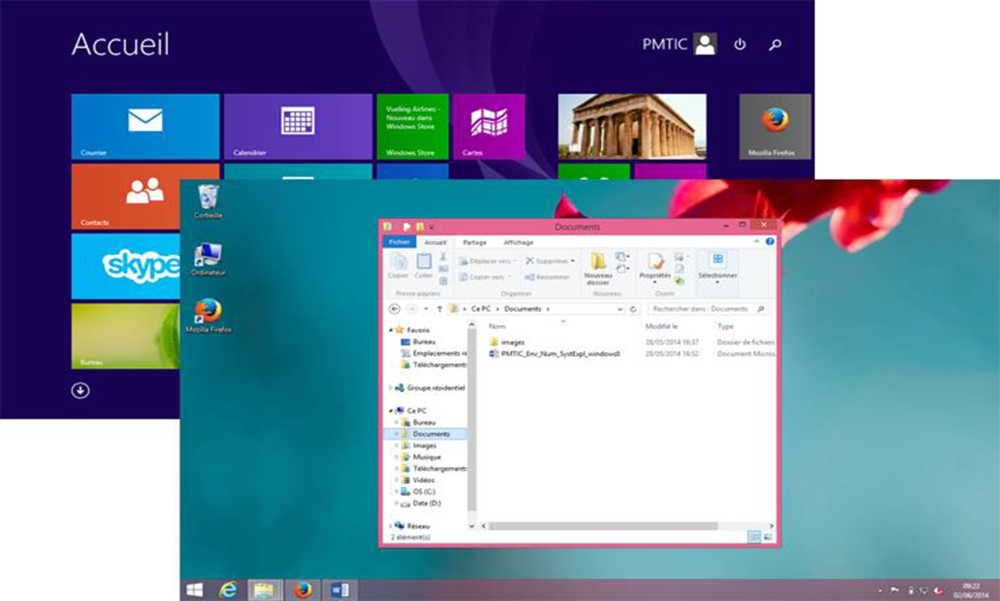 Accueil
PMTIC
Courrier
Calendrier
Vueling Airlines -
Nouveau dans
Windows Store
Windows Store
Cartes
Mozilla Firefox
Contacts
skype
Bureau
Corbeille
Ordinateur
Mozilla Firefox
Documents
Fichier
Accueil
Partage
Affichage
Copier
Coller
Déplacer vers
Copier vers
Supprimer
Renommer
Nouveau
dossier
Propriétés
Sélectionner
Presse-papiers
Organiser
Nouveau
Ouvrir
Ce PC
Documents
Rechercher dans : Documents
Nom
Modifié le
Type
images
28/05/2014 16:37
Dossier de fichiers
PMTIC_Env_Num_SystExpl_windows8
28/05/2014 16:52
Document Micros
Favoris
Bureau
Emplacements ré
Téléchargements
Groupe résidentiel
Ce PC
Bureau
Documents
Images
Musique
Téléchargements
Vidéos
OS (C:)
Data (D:)
Réseau
2 élément(s)
09:22
02/06/2014